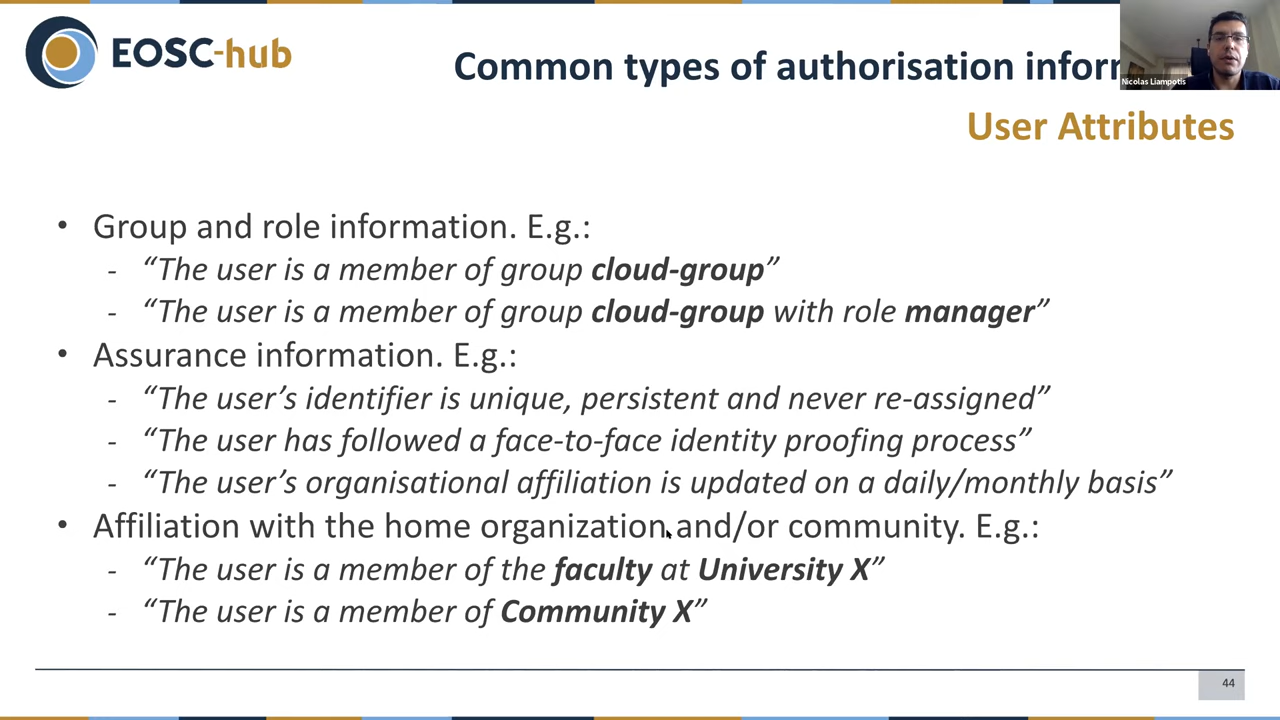 EOSC-hub
Common types of authorisation inform
Nicolas Liampotis
User Attributes
• Group and role information. E.g.:
- “The user is a member of group cloud-group”
- “The user is a member of group cloud-group with role manager”
• Assurance information. E.g.:
- “The user’s identifier is unique, persistent and never re-assigned”
- “The user has followed a face-to-face identity proofing process”
- “The user’s organisational affiliation is updated on a daily/monthly basis”
• Affiliation with the home organization and/or community. E.g.:
- “The user is a member of the faculty at University X”
- “The user is a member of Community X”
44